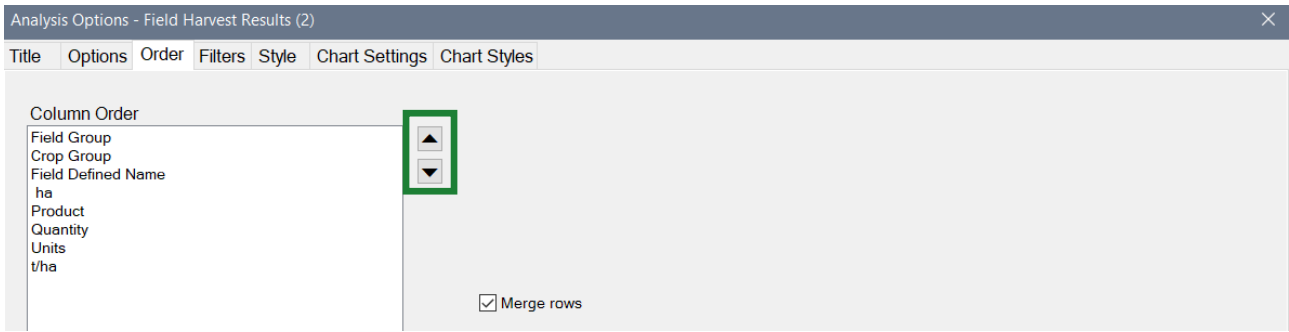 Analysis Options - Field Harvest Results (2)
Title Options Order Filters Style Chart Settings Chart Styles
Column Order
Field Group
Crop Group
Field Defined Name
ha
Product
Quantity
Units
t/ha
Merge rows